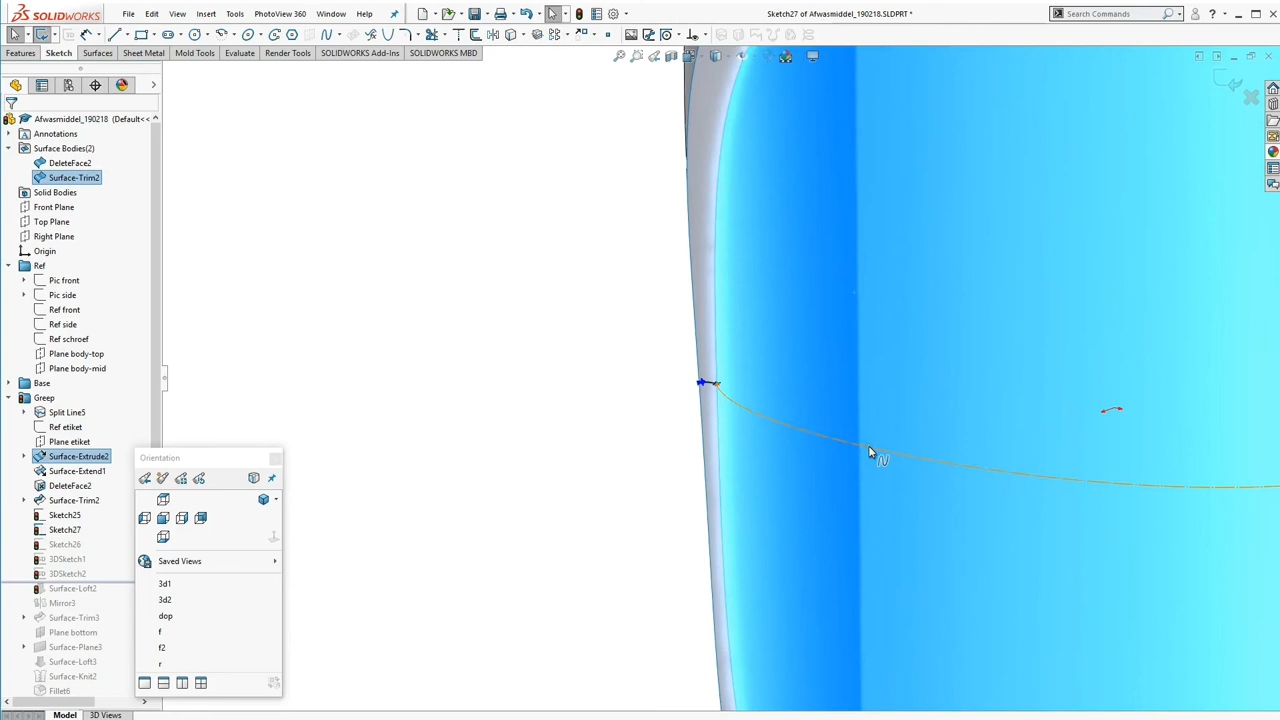 SOLIDWORKS File Edit View Insert Tools PhotoView 360 Window Help Sketch27 of Afwasmiddel_190218.SLDPRT * Search Commands
Features Sketch Surfaces Sheet Metal Mold Tools Evaluate Render Tools SOLIDWORKS Add-Ins SOLIDWORKS MBD
Afwasmiddel_190218 (Default<<
Annotations
Surface Bodies(2)
DeleteFace2
Surface-Trim2
Solid Bodies
Front Plane
Top Plane
Right Plane
Origin
Ref
Pic front
Pic side
Ref front
Ref side
Ref schroef
Plane body-top
Plane body-mid
Base
Greep
Split Line5
Ref etiket
Plane etiket
Surface-Extrude2
Surface-Extend1
DeleteFace2
Surface-Trim2
Sketch25
Sketch27
Sketch26
3DSketch1
3DSketch2
Surface-Loft2
Mirror3
Surface-Trim3
Plane bottom
Surface-Plane3
Surface-Loft3
Surface-Knit2
Fillet6
Orientation
Saved Views
3d1
3d2
dop
f
f2
r
Model 3D Views